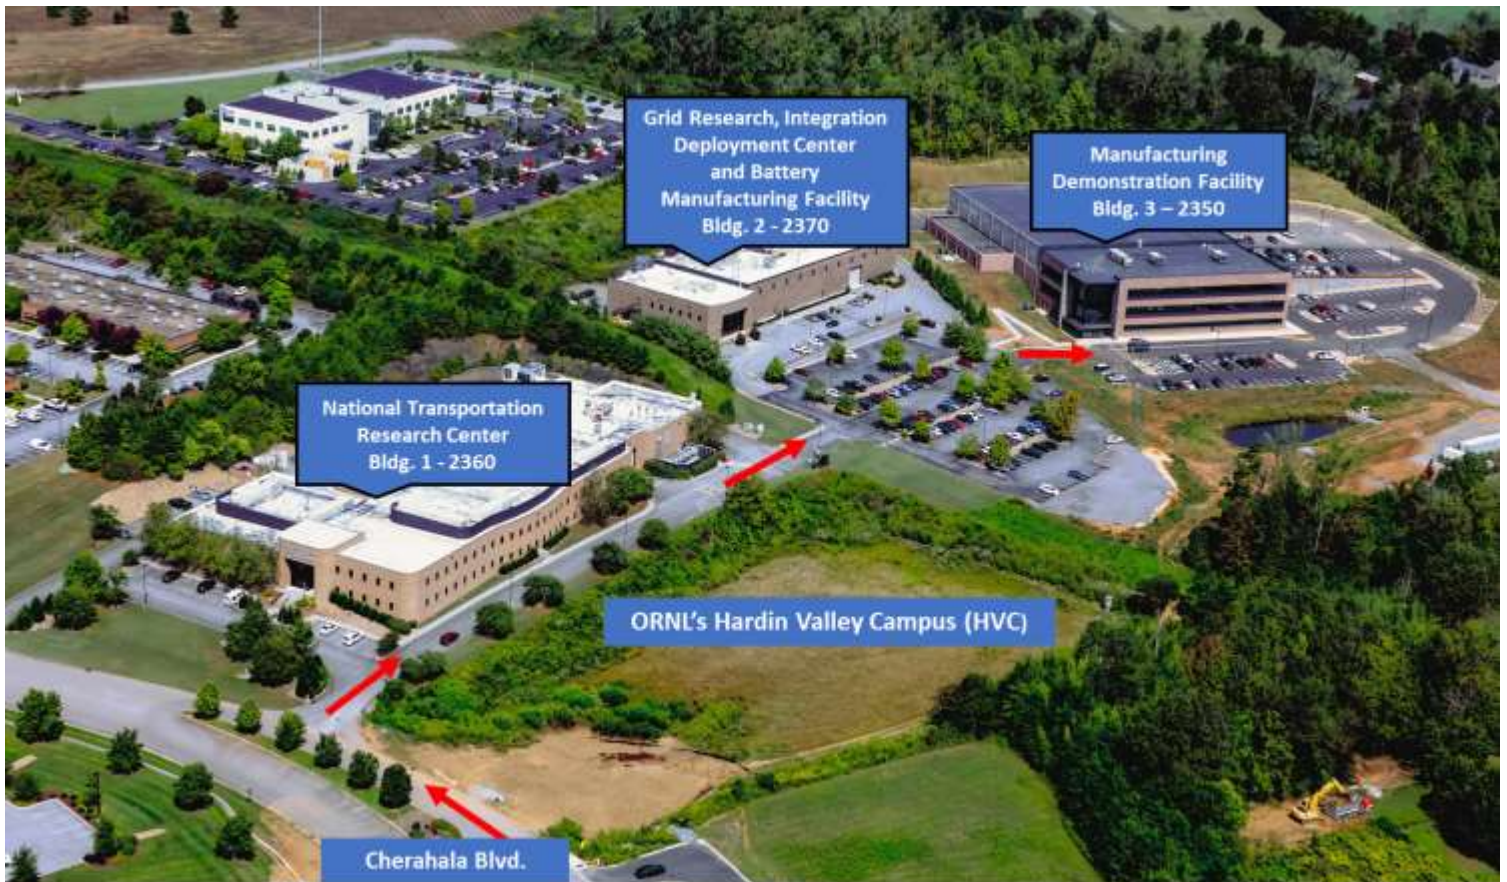 Grid Research, Integration
Deployment Center
and Battery
Manufacturing Facility
Bldg. 2 - 2370
Manufacturing
Demonstration Facility
Bldg. 3 – 2350
National Transportation
Research Center
Bldg. 1 - 2360
ORNL's Hardin Valley Campus (HVC)
Cherahala Blvd.